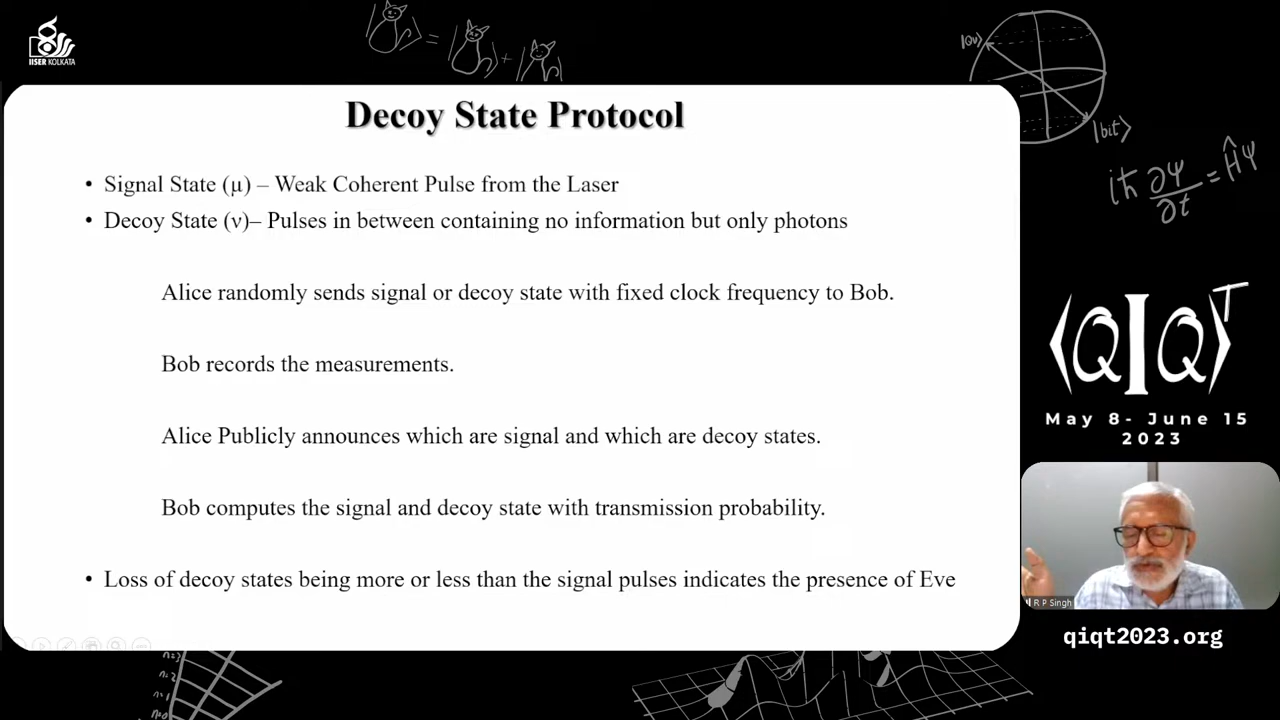 IISER KOLKATA
Decoy State Protocol
• Signal State (μ) – Weak Coherent Pulse from the Laser
• Decoy State (ν)– Pulses in between containing no information but only photons
Alice randomly sends signal or decoy state with fixed clock frequency to Bob.
Bob records the measurements.
Alice Publicly announces which are signal and which are decoy states.
Bob computes the signal and decoy state with transmission probability.
• Loss of decoy states being more or less than the signal pulses indicates the presence of Eve
|Qu⟩
|bit⟩
iħ ∂ψ/∂t = Ĥψ
⟨QIQ⟩T
May 8- June 15
2023
R P Singh
qiqt2023.org
n=3
n=2
n=1
n=0